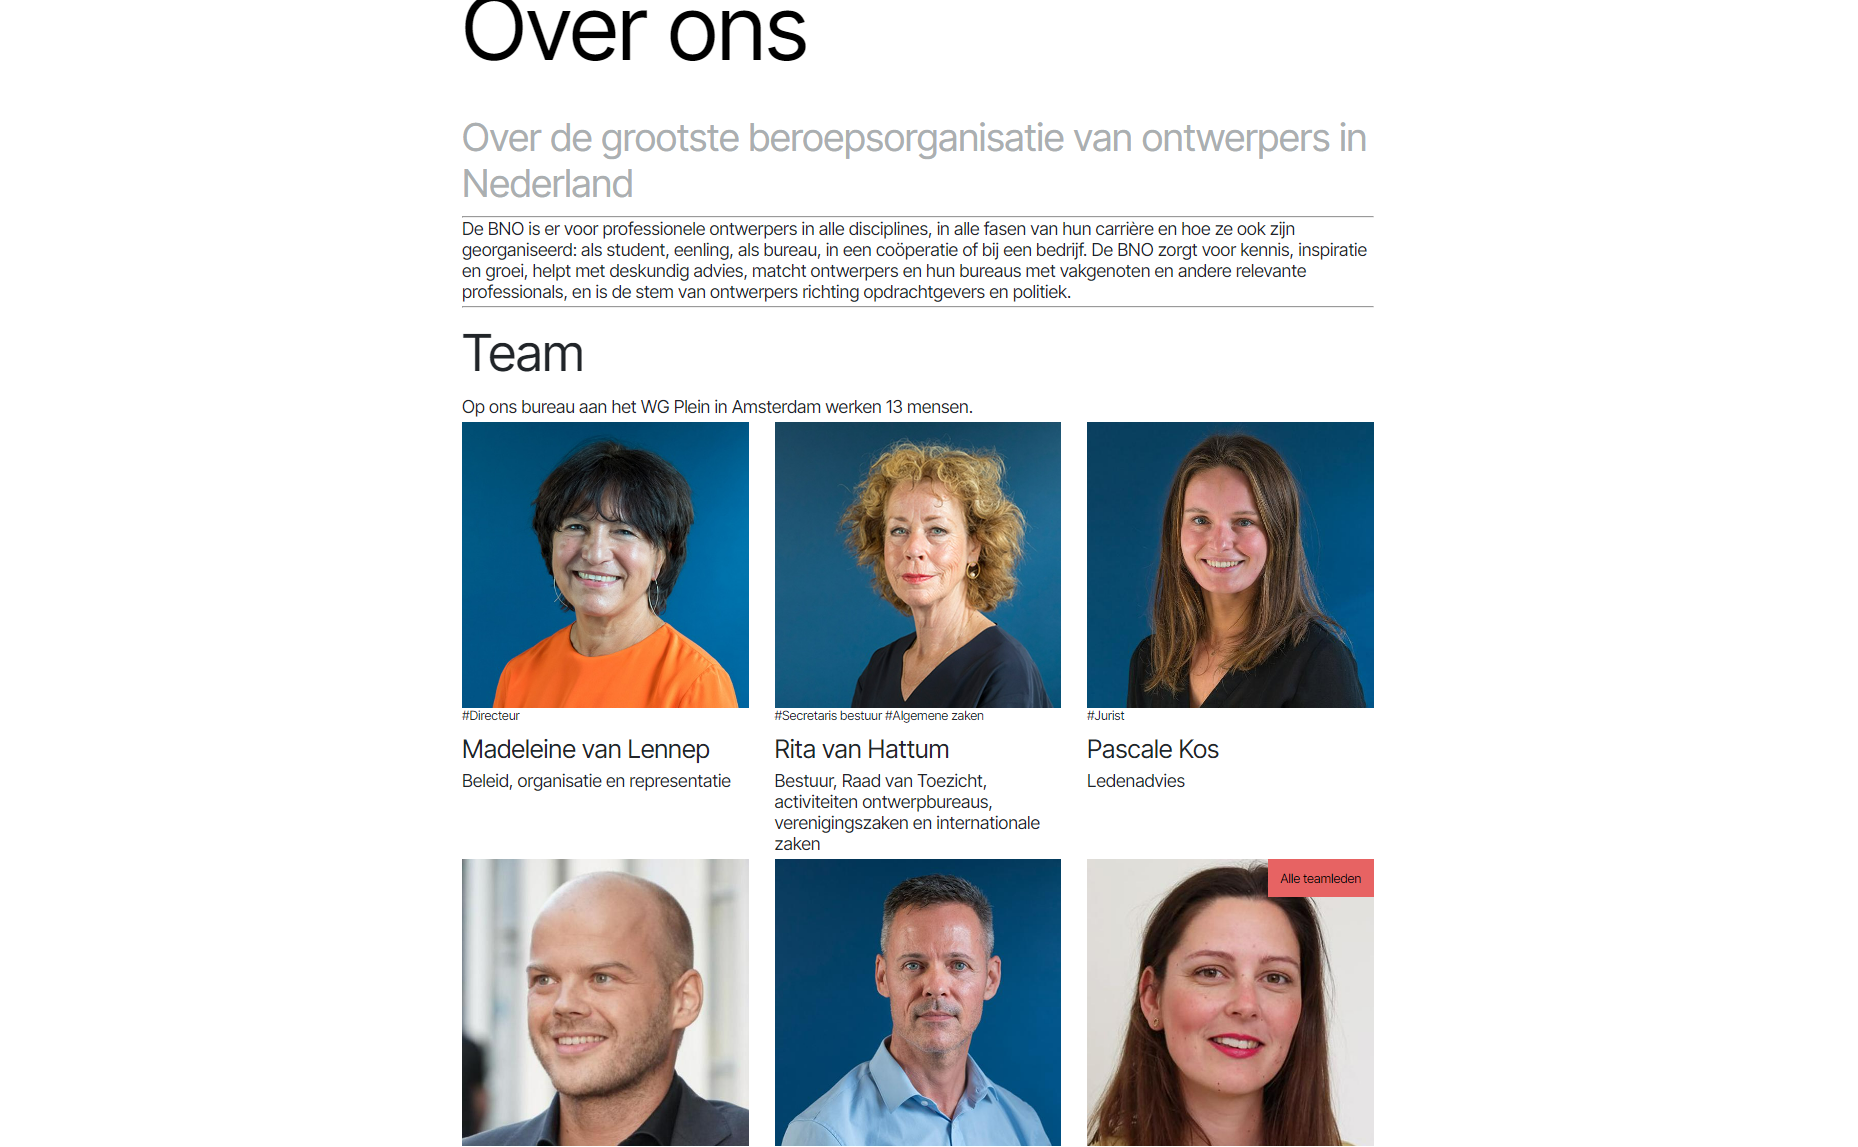 Over ons
Over de grootste beroepsorganisatie van ontwerpers in
Nederland
De BNO is er voor professionele ontwerpers in alle disciplines, in alle fasen van hun carrière en hoe ze ook zijn
georganiseerd: als student, eenling, als bureau, in een coöperatie of bij een bedrijf. De BNO zorgt voor kennis, inspiratie
en groei, helpt met deskundig advies, matcht ontwerpers en hun bureaus met vakgenoten en andere relevante
professionals, en is de stem van ontwerpers richting opdrachtgevers en politiek.
Team
Op ons bureau aan het WG Plein in Amsterdam werken 13 mensen.
#Directeur
Madeleine van Lennep
Beleid, organisatie en representatie
#Secretaris bestuur #Algemene zaken
Rita van Hattum
Bestuur, Raad van Toezicht,
activiteiten ontwerpbureaus,
verenigingszaken en internationale
zaken
#Jurist
Pascale Kos
Ledenadvies
Alle teamleden